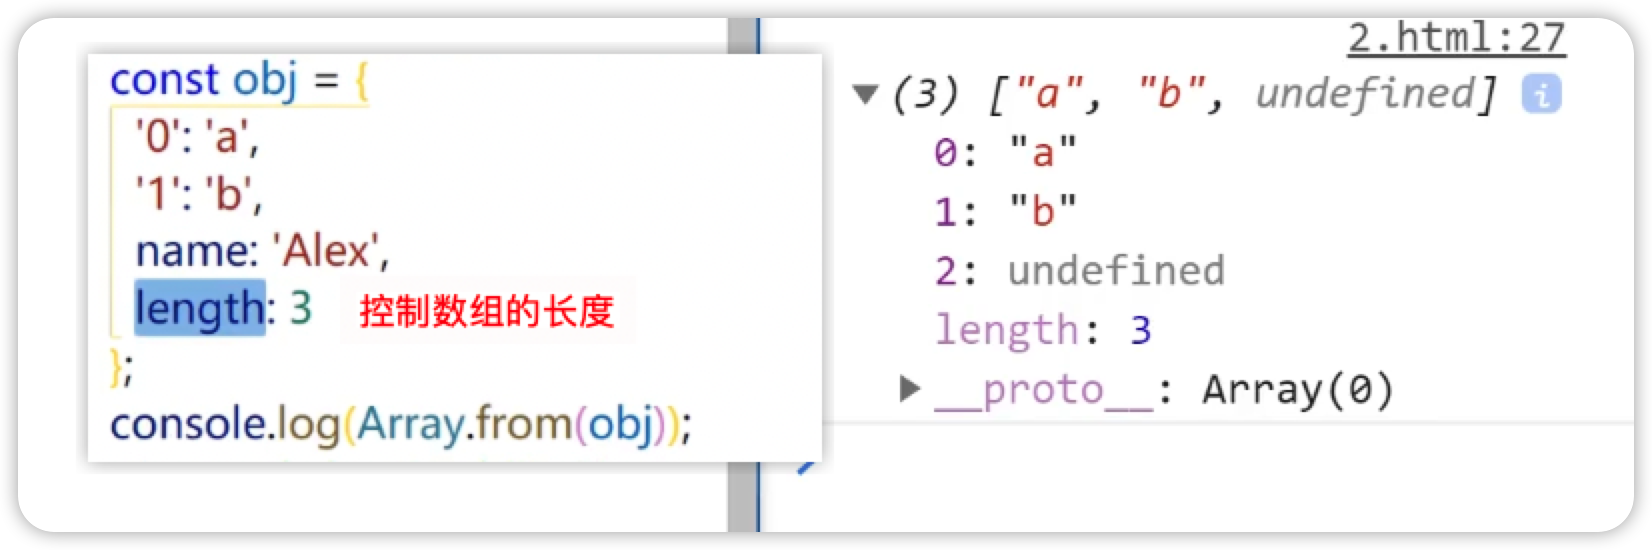 const obj = {
'0': 'a',
'1': 'b',
name: 'Alex',
length: 3 控制数组的长度
};
console.log(Array.from(obj));
2.html:27
▼ (3) ["a", "b", undefined] i
0: "a"
1: "b"
2: undefined
length: 3
▶ __proto__: Array(0)